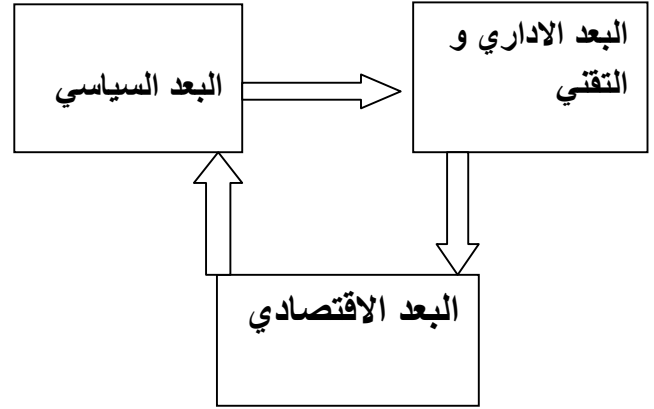 البعد الاداري و
التقني
البعد السياسي
البعد الاقتصادي